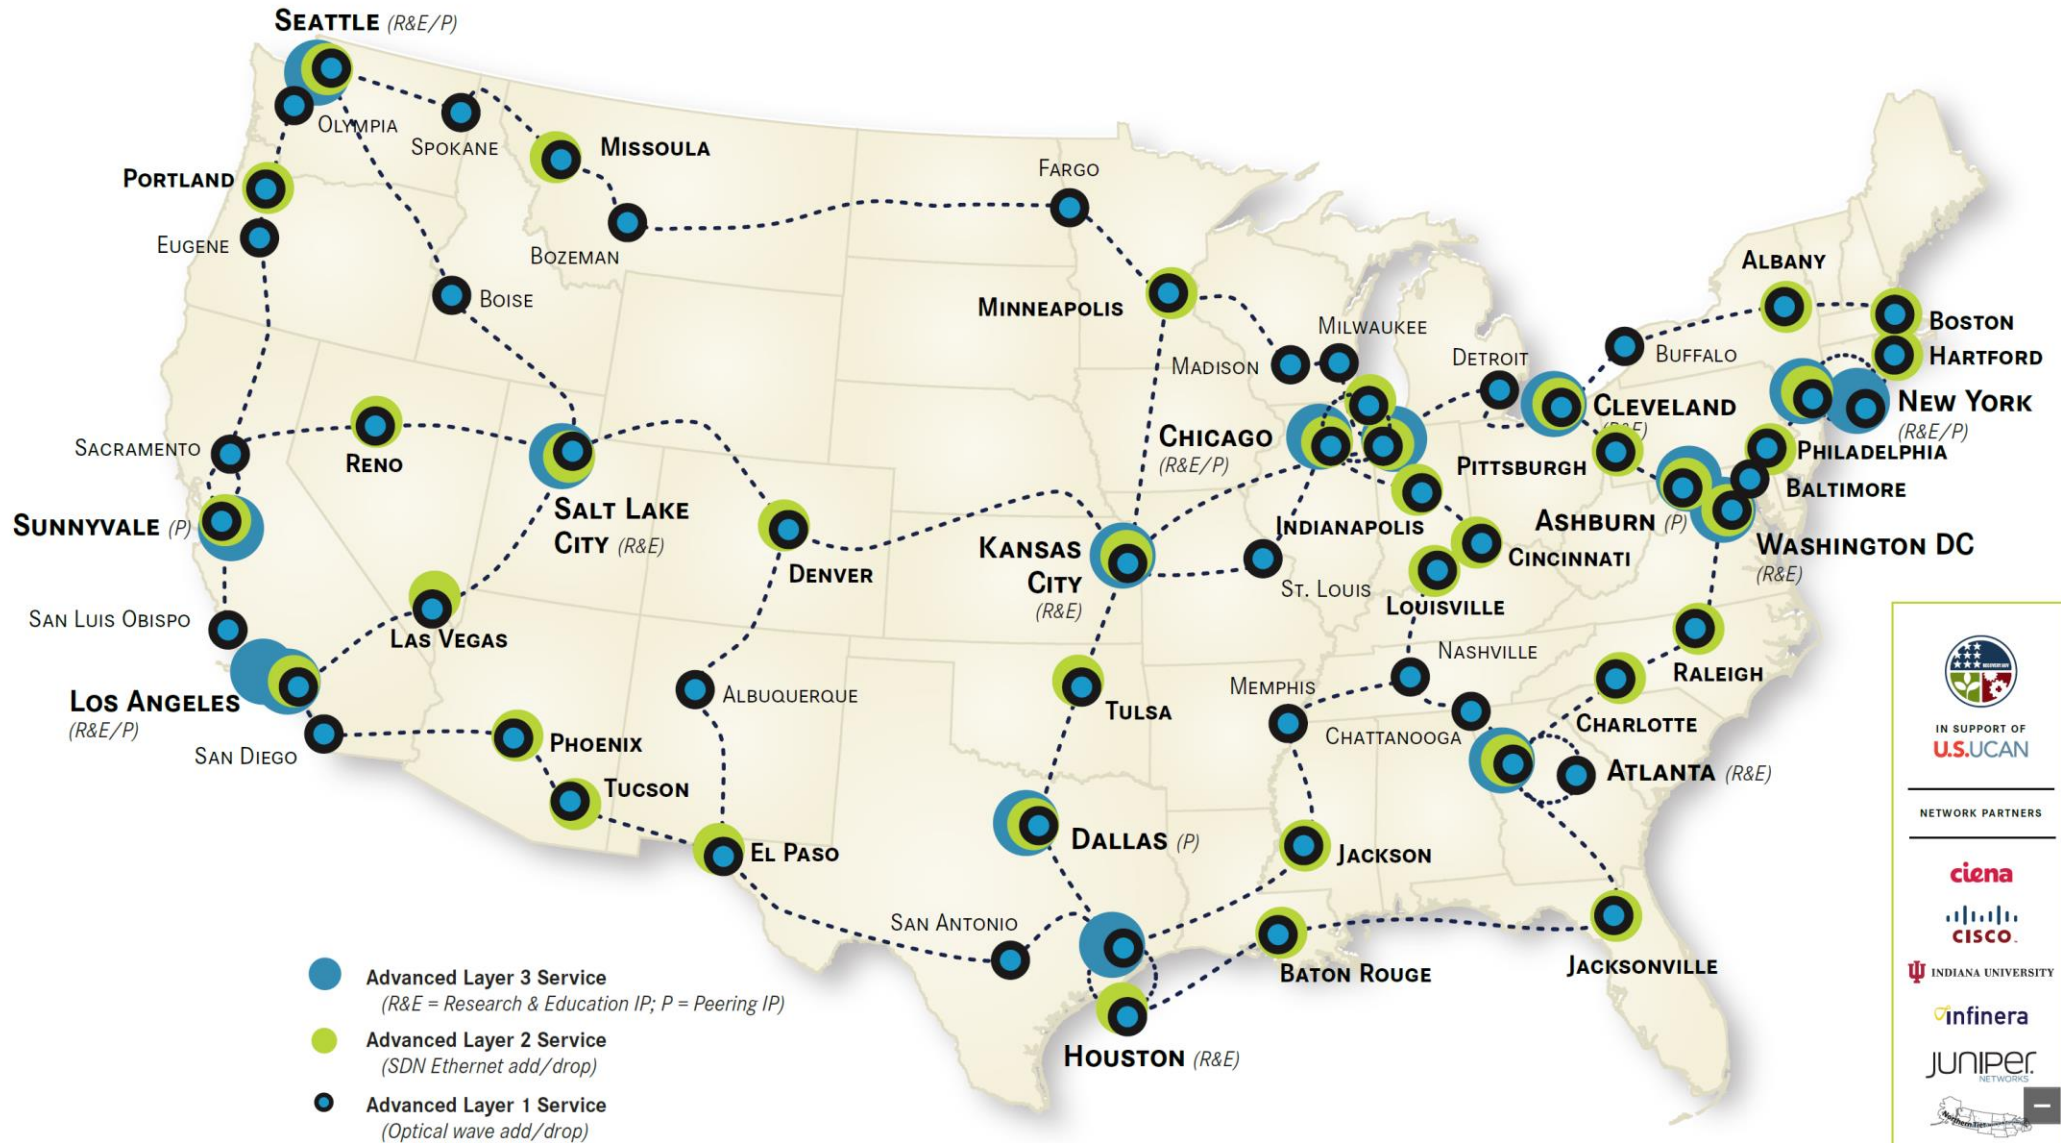 SEATTLE (R&E/P)
OLYMPIA
SPOKANE
MISSOULA
PORTLAND
EUGENE
BOZEMAN
BOISE
FARGO
MINNEAPOLIS
MILWAUKEE
MADISON
DETROIT
BUFFALO
ALBANY
BOSTON
HARTFORD
CLEVELAND
(R&E)
NEW YORK
(R&E/P)
CHICAGO
(R&E/P)
PITTSBURGH
PHILADELPHIA
BALTIMORE
SACRAMENTO
RENO
SUNNYVALE (P)
SALT LAKE
CITY (R&E)
DENVER
KANSAS
CITY
(R&E)
INDIANAPOLIS
ASHBURN (P)
WASHINGTON DC
(R&E)
CINCINNATI
ST. LOUIS
LOUISVILLE
SAN LUIS OBISPO
LAS VEGAS
LOS ANGELES
(R&E/P)
SAN DIEGO
ALBUQUERQUE
PHOENIX
TUCSON
TULSA
MEMPHIS
NASHVILLE
RALEIGH
CHARLOTTE
CHATTANOOGA
ATLANTA (R&E)
EL PASO
DALLAS (P)
JACKSON
SAN ANTONIO
BATON ROUGE
JACKSONVILLE
HOUSTON (R&E)
Advanced Layer 3 Service
(R&E = Research & Education IP; P = Peering IP)
Advanced Layer 2 Service
(SDN Ethernet add/drop)
Advanced Layer 1 Service
(Optical wave add/drop)
IN SUPPORT OF
U.S.UCAN
NETWORK PARTNERS
ciena
CISCO
INDIANA UNIVERSITY
infinera
JUNIPER
NETWORKS
NorthernTier